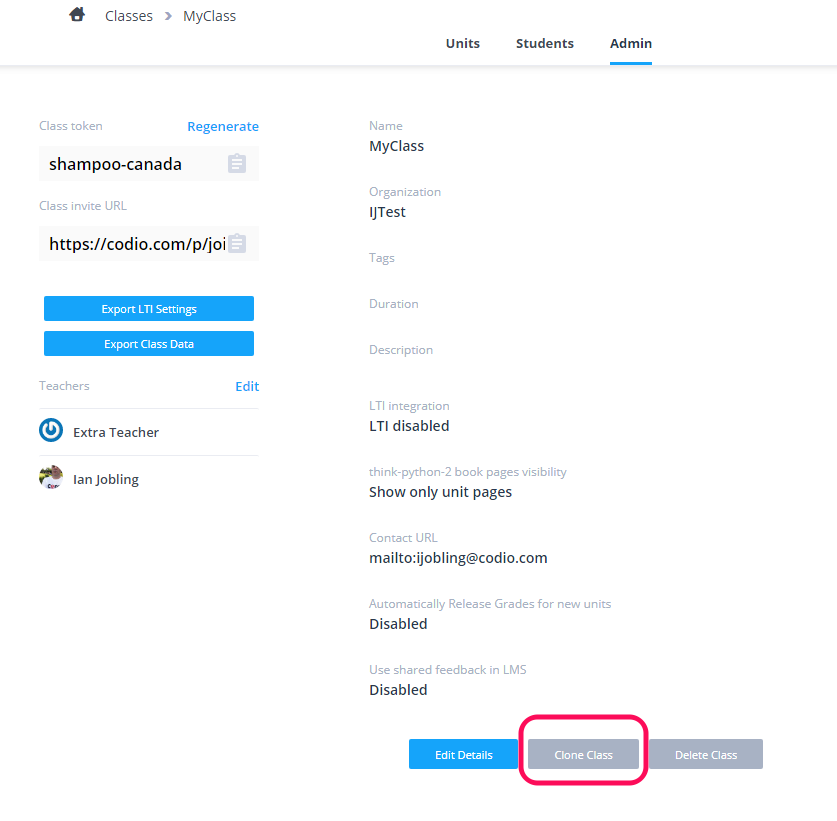 Classes > MyClass
Units Students Admin
Class token Regenerate
shampoo-canada
Class invite URL
https://codio.com/p/joi
Export LTI Settings
Export Class Data
Teachers Edit
Extra Teacher
Ian Jobling
Name
MyClass
Organization
IJTest
Tags
Duration
Description
LTI integration
LTI disabled
think-python-2 book pages visibility
Show only unit pages
Contact URL
mailto:ijobling@codio.com
Automatically Release Grades for new units
Disabled
Use shared feedback in LMS
Disabled
Edit Details Clone Class Delete Class